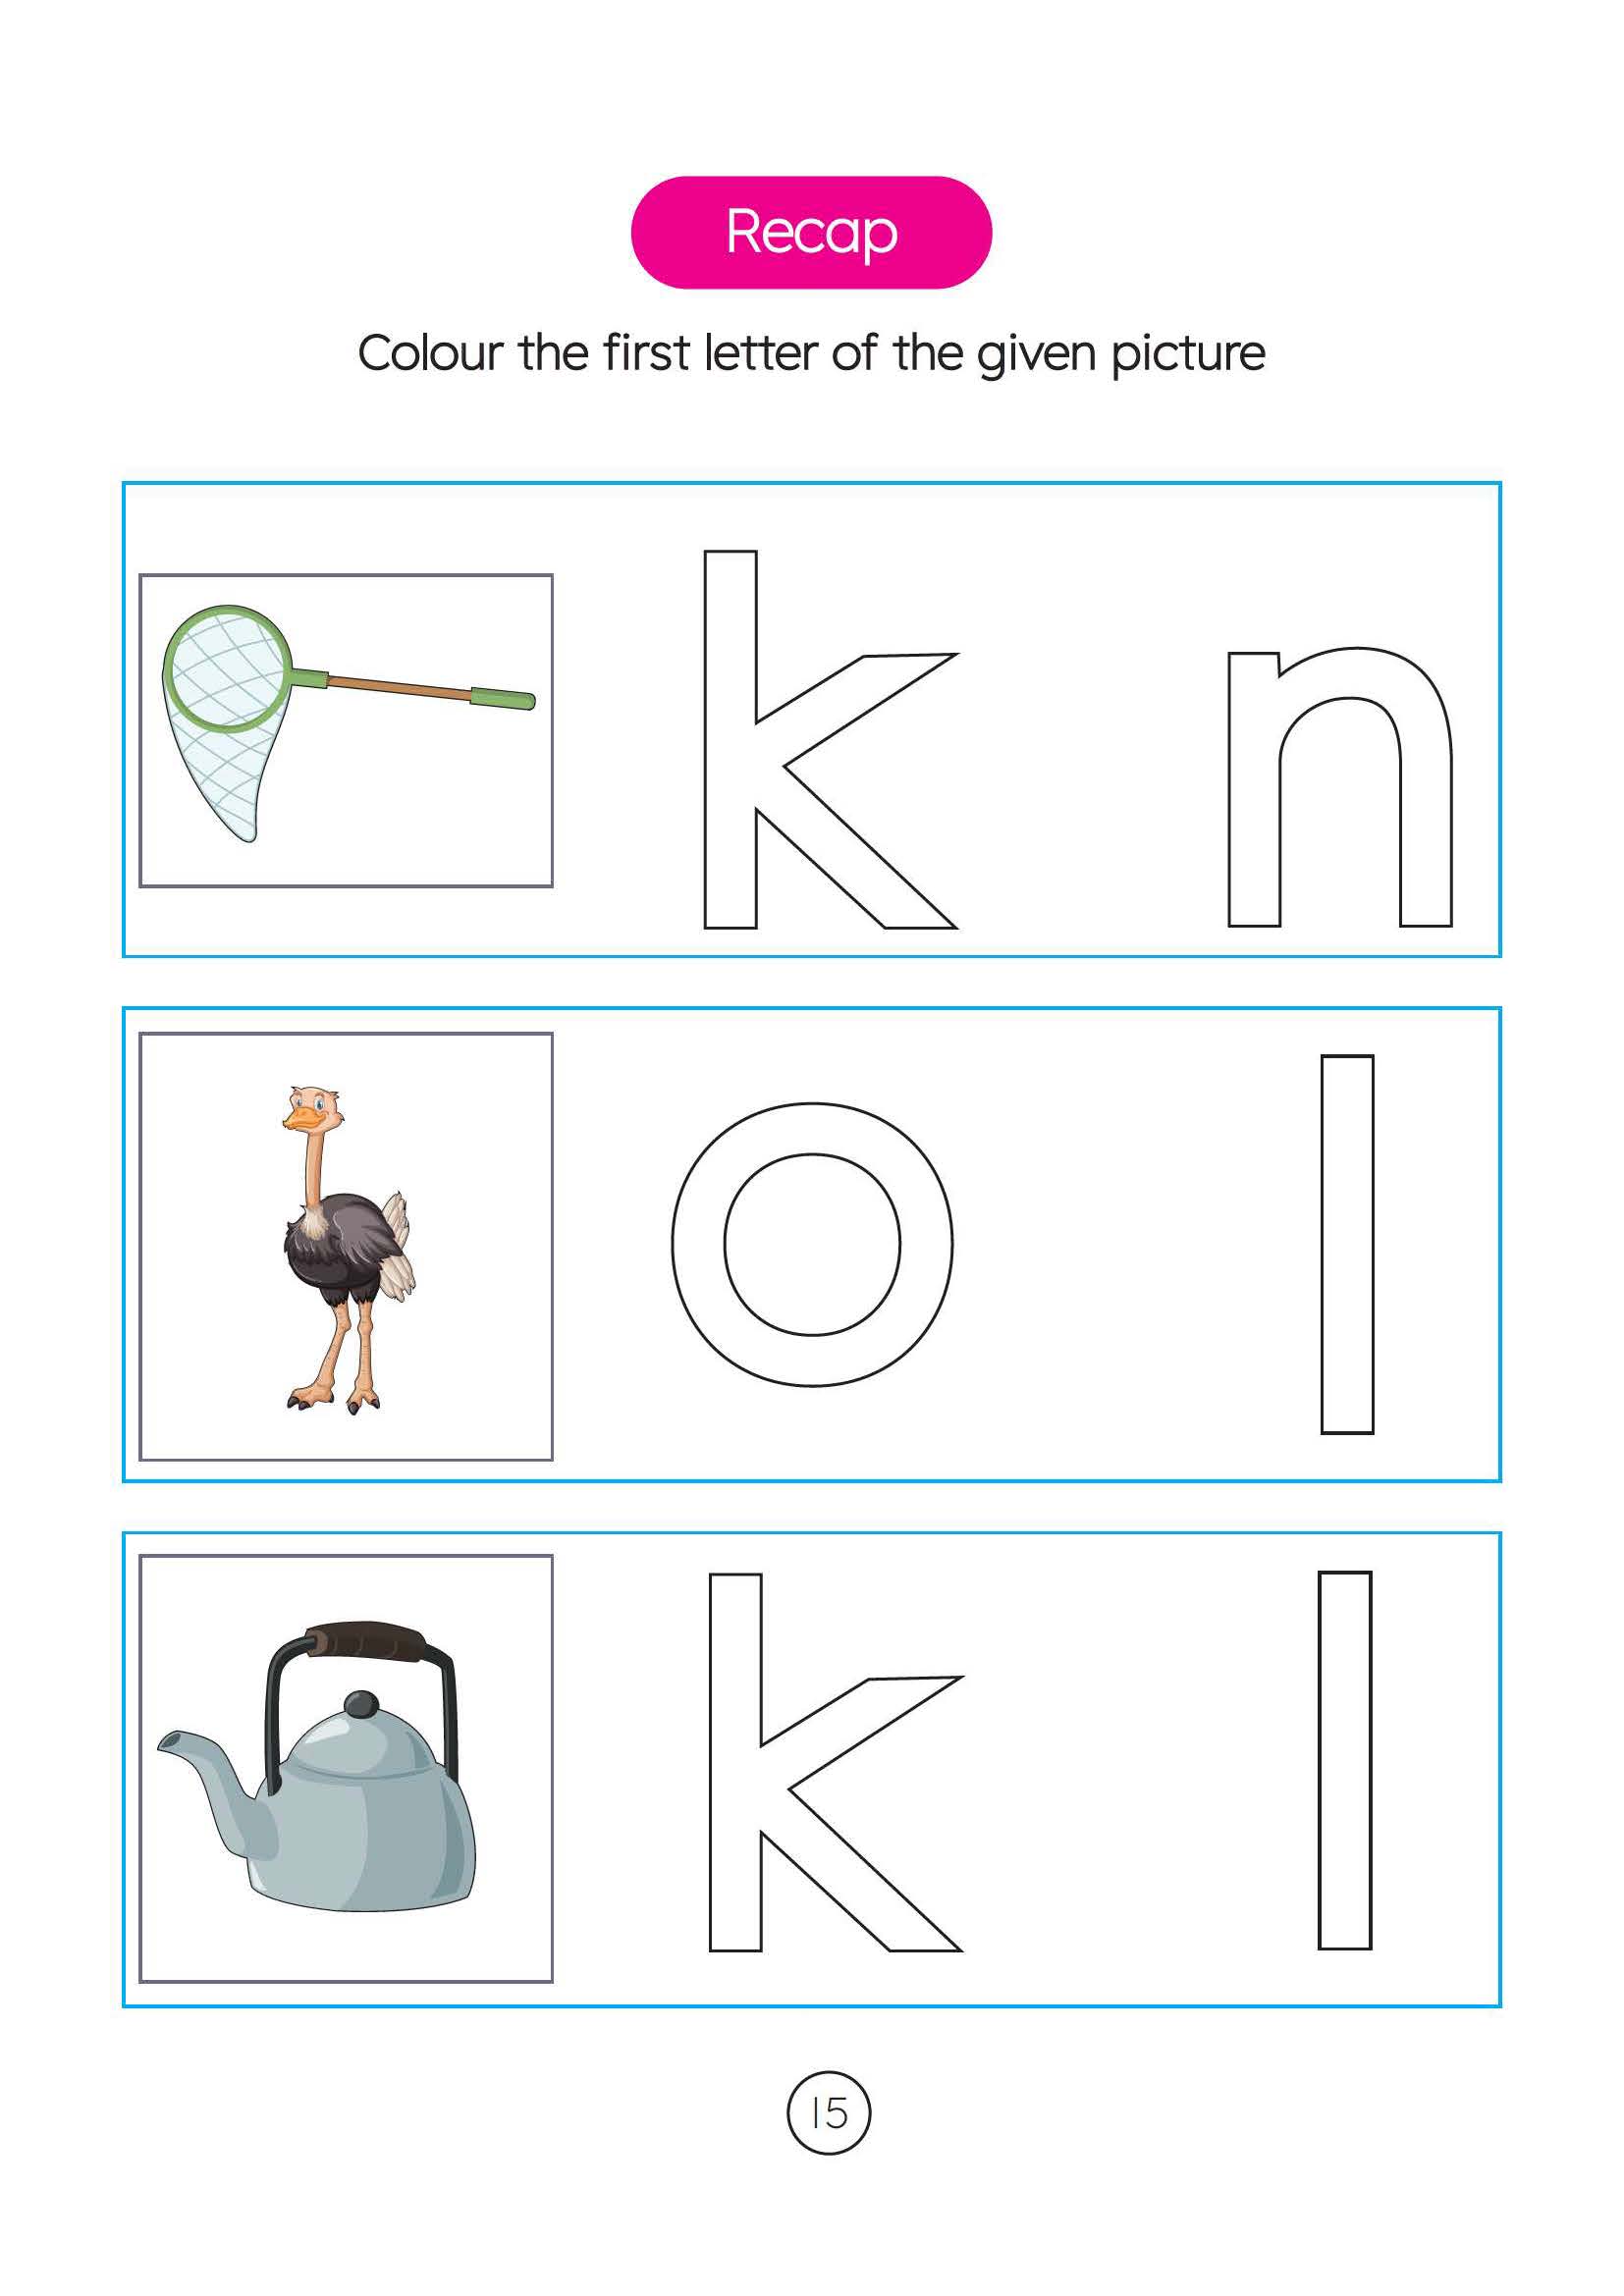 Recap
Colour the first letter of the given picture
k n
o l
k l
15